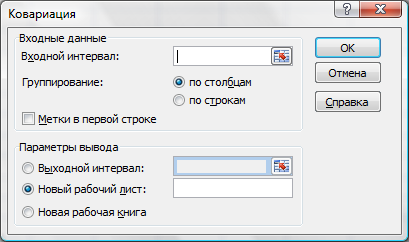 Ковариация
Входные данные
Входной интервал:
Группирование:
по столбцам
по строкам
Метки в первой строке
OK
Отмена
Справка
Параметры вывода
Выходной интервал:
Новый рабочий лист:
Новая рабочая книга